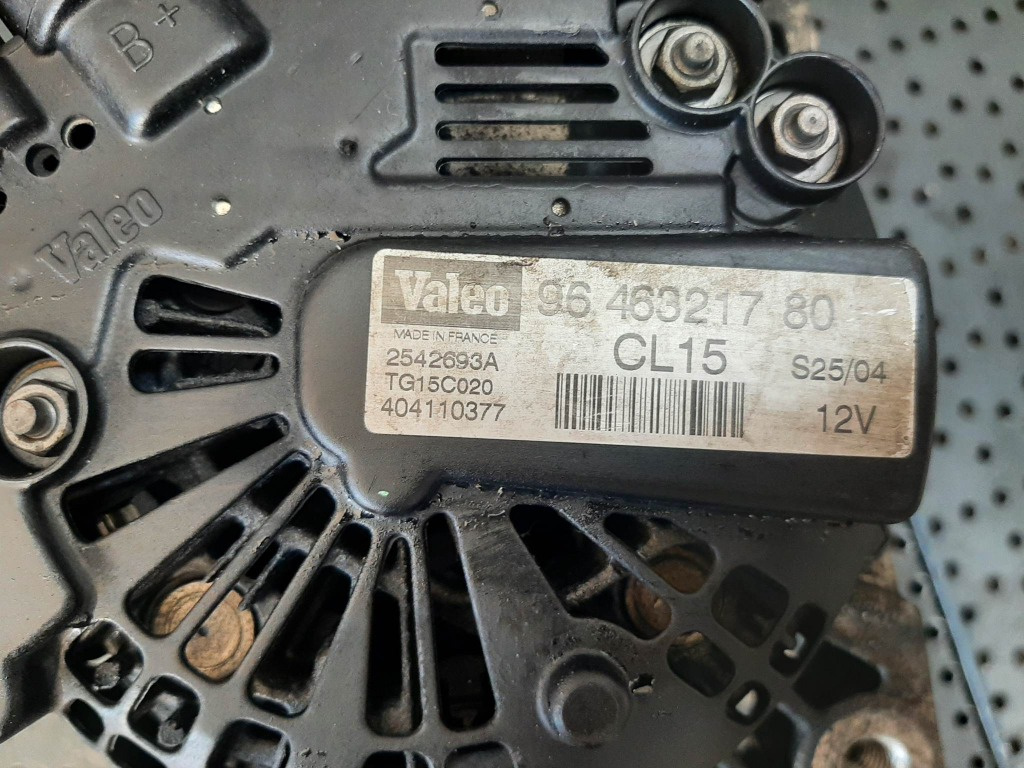 B+
Valeo
Valeo 96 463217 80
MADE IN FRANCE
CL15
2542693A
S25/04
TG15C020
404110377
12V